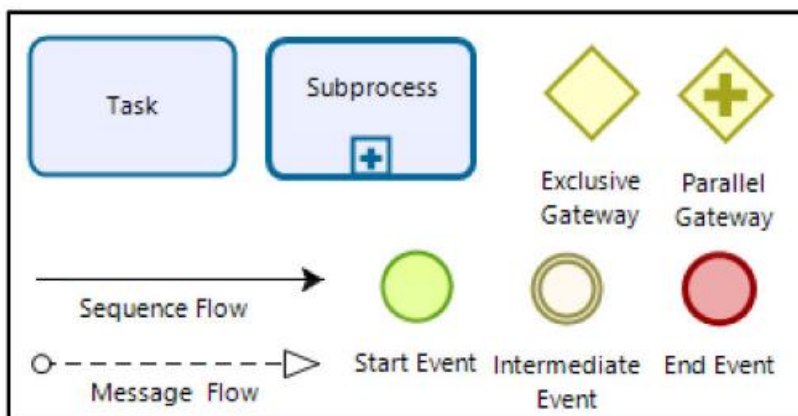 Task
Subprocess
Exclusive
Gateway
Parallel
Gateway
Sequence Flow
Message Flow
Start Event
Intermediate
Event
End Event